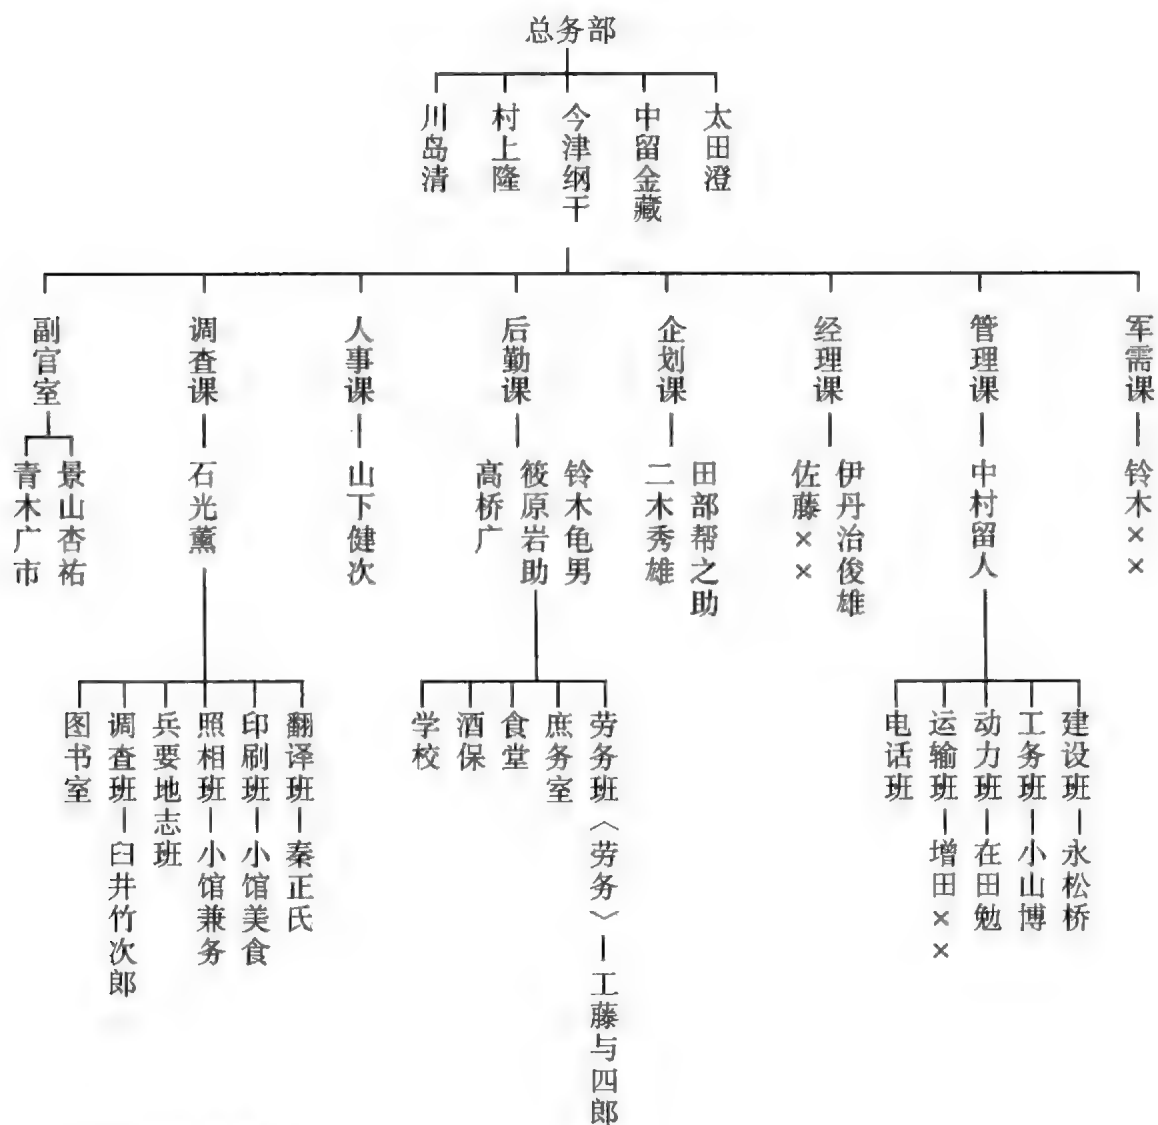 总务部
川岛清
村上隆
今津纲干
中留金藏
太田澄
副官室
调查课
人事课
后勤课
企划课
经理课
管理课
军需课
青木广市
景山杏祐
石光薰
山下健次
高桥广
筱原岩助
铃木龟男
二木秀雄
田部帮之助
佐藤××
伊丹治俊雄
中村留人
铃木××
图书室
调查班—臼井竹次郎
兵要地志班
照相班—小馆兼务
印刷班—小馆美食
翻译班—秦正氏
学校
酒保
食堂
庶务室
劳务班〈劳务〉—工藤与四郎
电话班
运输班—增田××
动力班—在田勉
工务班—小山博
建设班—永松桥